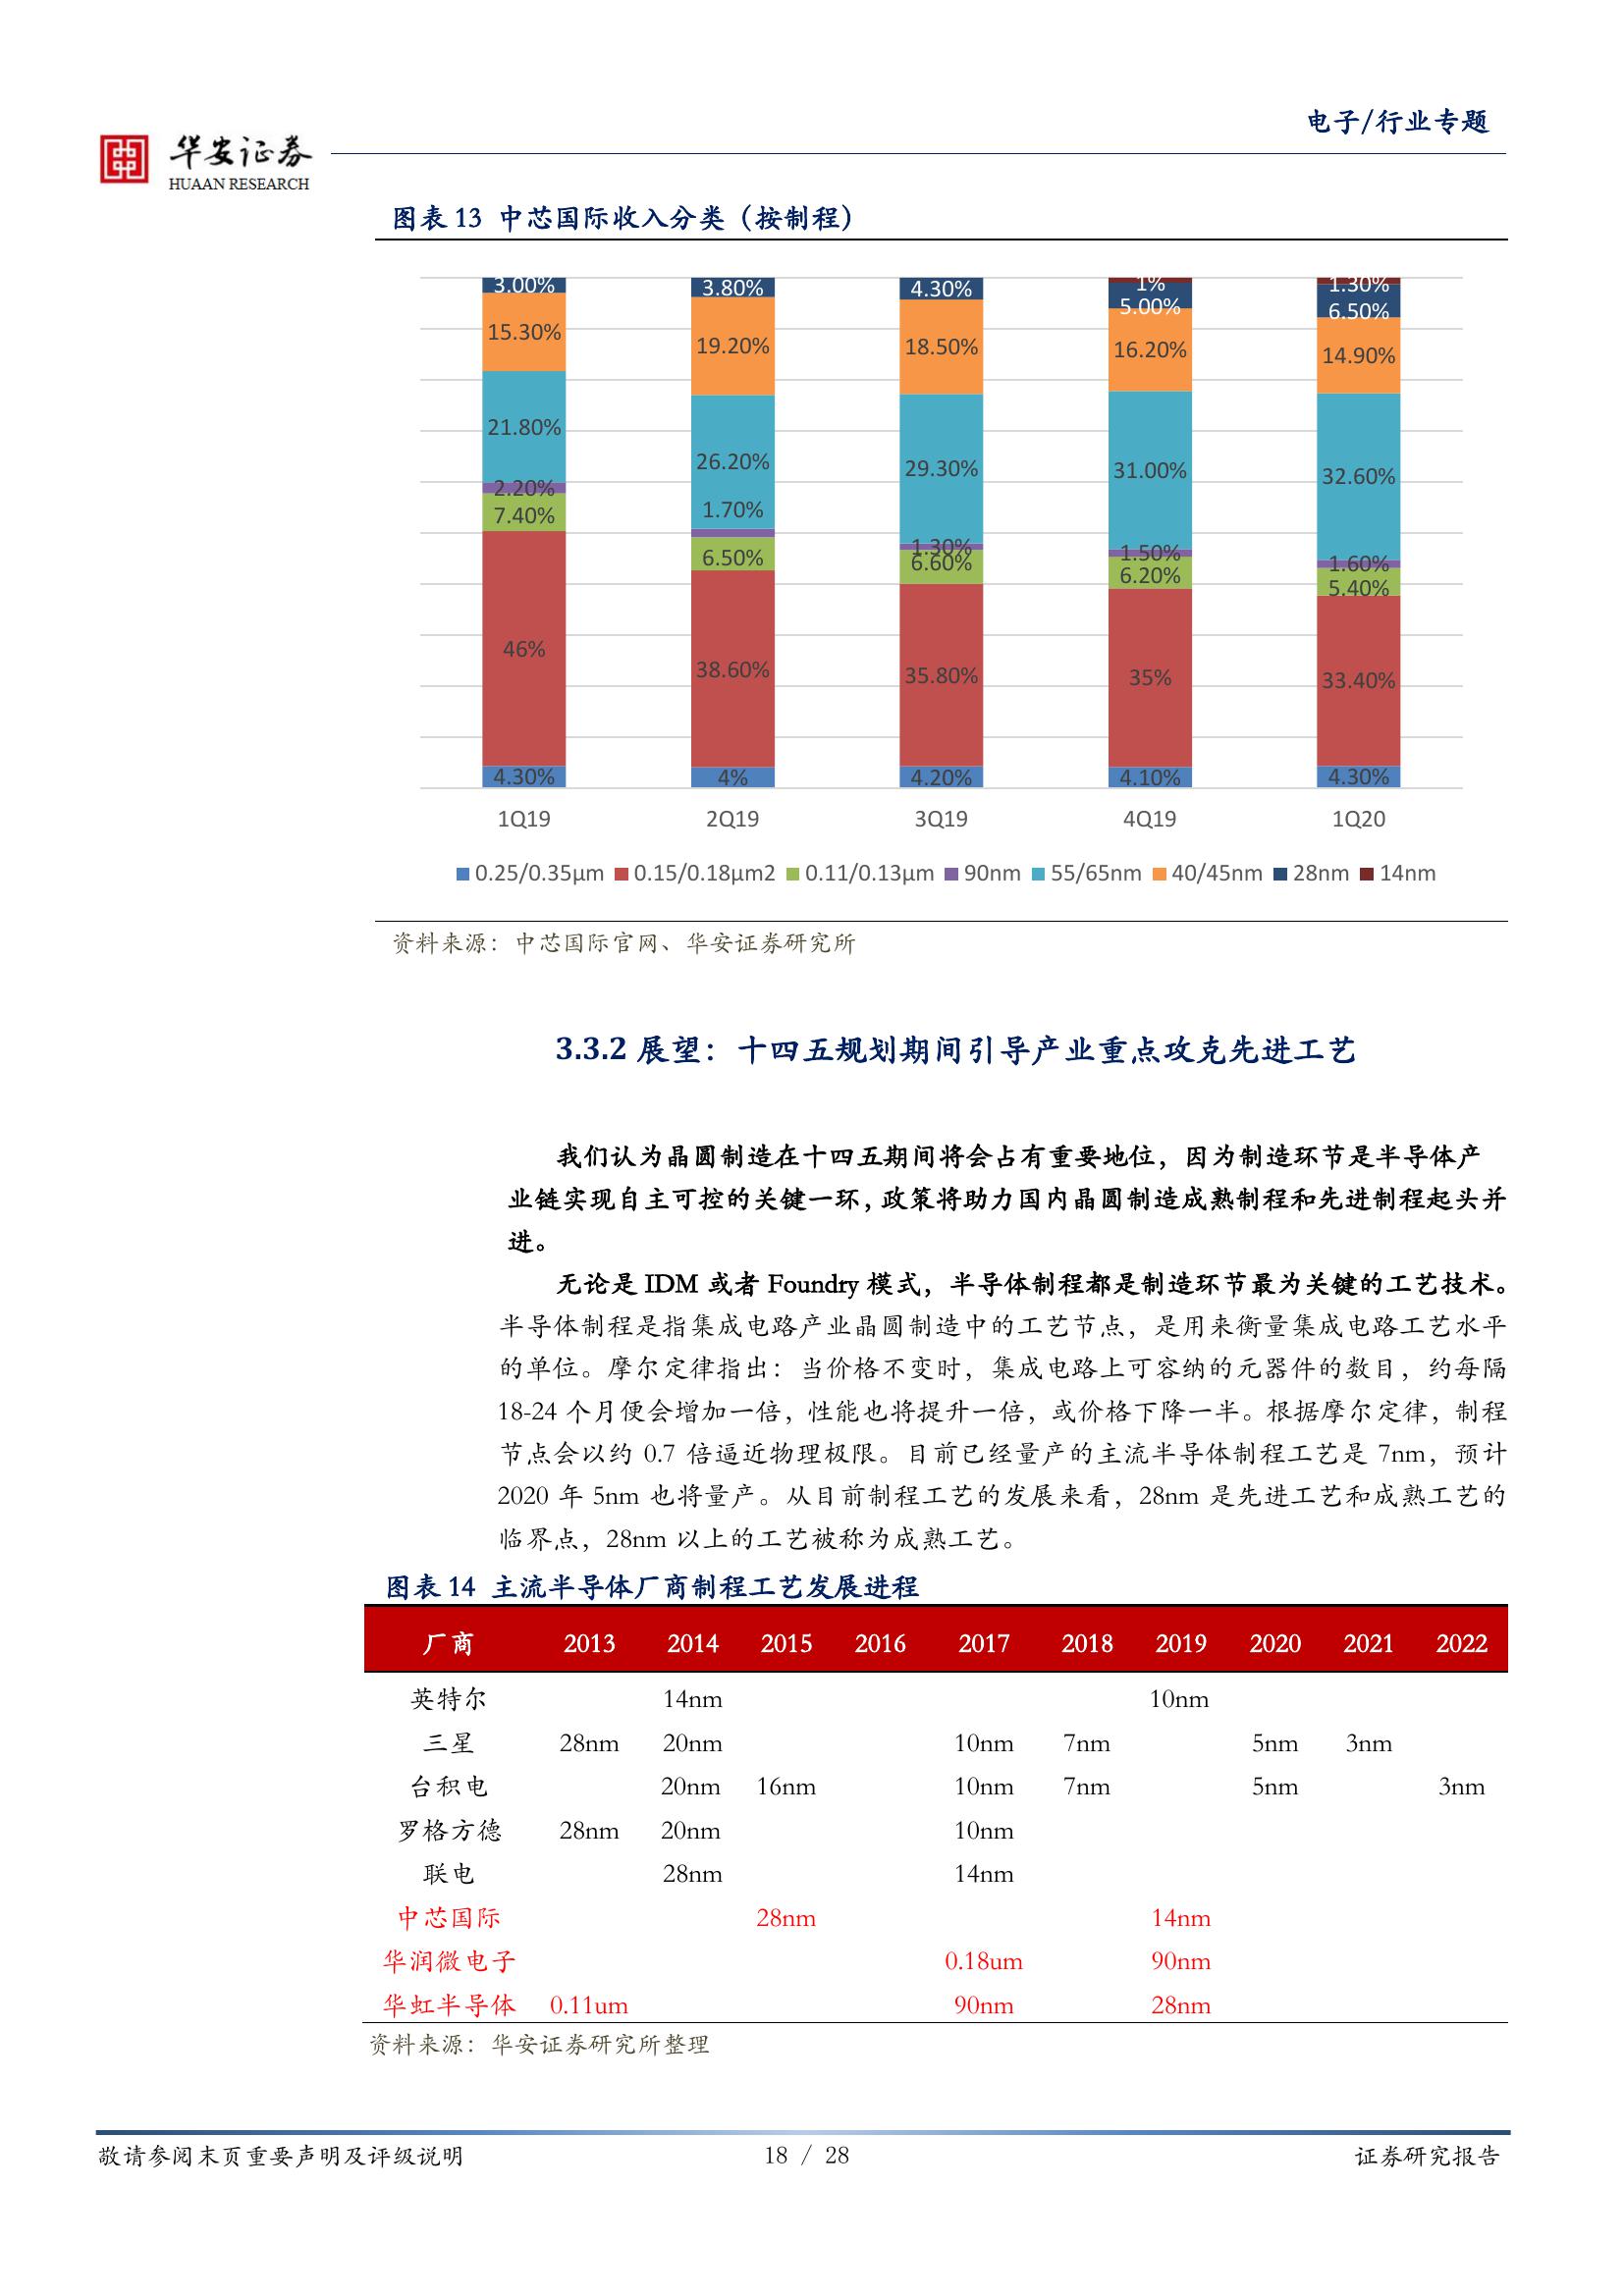 电子/行业专题
华安证券
HUAAN RESEARCH
图表 13 中芯国际收入分类（按制程）
3.00% 3.80% 4.30% 1% 1.30%
5.00% 6.50%
15.30% 19.20% 18.50% 16.20% 14.90%
21.80% 26.20% 29.30% 31.00% 32.60%
2.20% 1.70% 1.30% 1.50% 1.60%
7.40% 6.50% 6.60% 6.20% 5.40%
46% 38.60% 35.80% 35% 33.40%
4.30% 4% 4.20% 4.10% 4.30%
1Q19 2Q19 3Q19 4Q19 1Q20
0.25/0.35μm 0.15/0.18μm2 0.11/0.13μm 90nm 55/65nm 40/45nm 28nm 14nm
资料来源：中芯国际官网、华安证券研究所
3.3.2 展望：十四五规划期间引导产业重点攻克先进工艺
我们认为晶圆制造在十四五期间将会占有重要地位，因为制造环节是半导体产
业链实现自主可控的关键一环，政策将助力国内晶圆制造成熟制程和先进制程起头并
进。
无论是 IDM 或者 Foundry 模式，半导体制程都是制造环节最为关键的工艺技术。
半导体制程是指集成电路产业晶圆制造中的工艺节点，是用来衡量集成电路工艺水平
的单位。摩尔定律指出：当价格不变时，集成电路上可容纳的元器件的数目，约每隔
18-24 个月便会增加一倍，性能也将提升一倍，或价格下降一半。根据摩尔定律，制程
节点会以约 0.7 倍逼近物理极限。目前已经量产的主流半导体制程工艺是 7nm，预计
2020 年 5nm 也将量产。从目前制程工艺的发展来看，28nm 是先进工艺和成熟工艺的
临界点，28nm 以上的工艺被称为成熟工艺。
图表 14 主流半导体厂商制程工艺发展进程
厂商 2013 2014 2015 2016 2017 2018 2019 2020 2021 2022
英特尔 14nm 10nm
三星 28nm 20nm 10nm 7nm 5nm 3nm
台积电 20nm 16nm 10nm 7nm 5nm 3nm
罗格方德 28nm 20nm 10nm
联电 28nm 14nm
中芯国际 28nm 14nm
华润微电子 0.18um 90nm
华虹半导体 0.11um 90nm 28nm
资料来源：华安证券研究所整理
敬请参阅末页重要声明及评级说明 18 / 28 证券研究报告